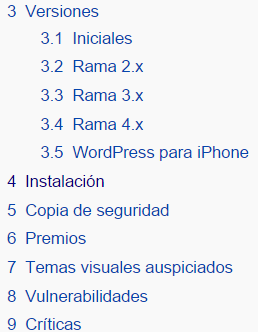 3 Versiones
3.1 Iniciales
3.2 Rama 2.x
3.3 Rama 3.x
3.4 Rama 4.x
3.5 WordPress para iPhone
4 Instalación
5 Copia de seguridad
6 Premios
7 Temas visuales auspiciados
8 Vulnerabilidades
9 Críticas